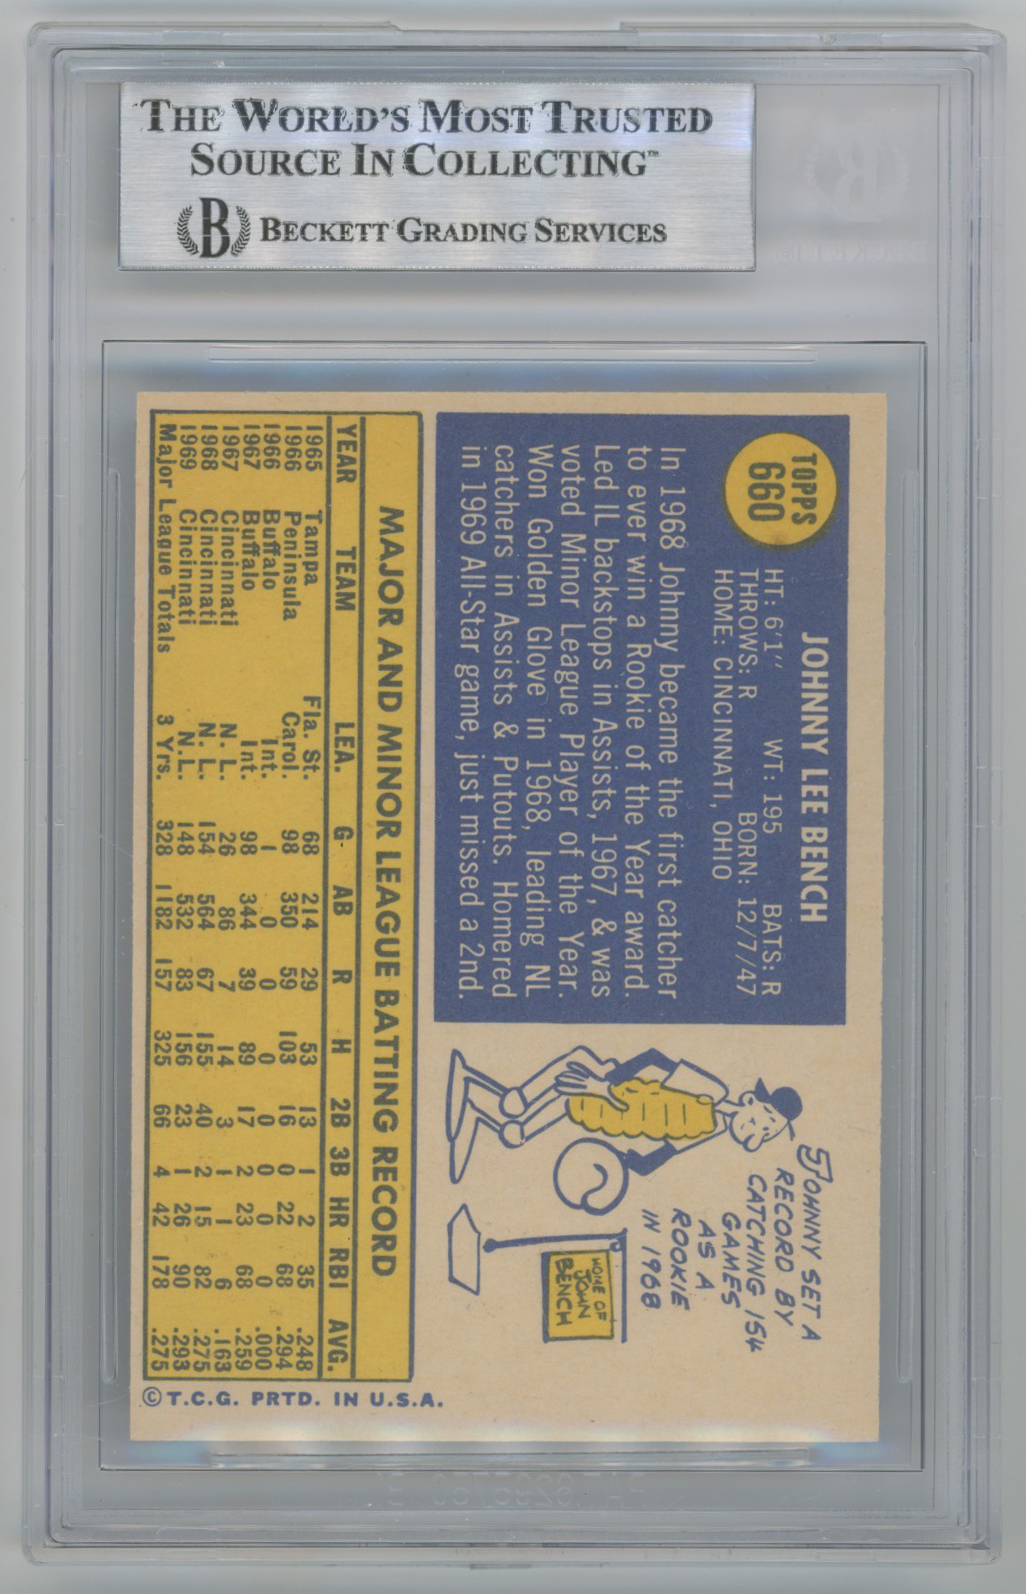 THE WORLD'S MOST TRUSTED
SOURCE IN COLLECTING™
B BECKETT GRADING SERVICES
TOPPS
660
JOHNNY LEE BENCH
HT: 6'1" WT: 195 BATS: R
THROWS: R BORN: 12/7/47
HOME: CINCINNATI, OHIO
In 1968 Johnny became the first catcher
to ever win a Rookie of the Year award.
Led IL backstops in Assists, 1967, & was
voted Minor League Player of the Year.
Won Golden Glove in 1968, leading NL
catchers in Assists & Putouts. Homered
in 1969 All-Star game, just missed a 2nd.
JOHNNY SET A
RECORD BY
CATCHING 154
GAMES
AS A
ROOKIE
IN 1968
HOME OF
JOHN
BENCH
MAJOR AND MINOR LEAGUE BATTING RECORD
YEAR TEAM LEA. G AB R H 2B 3B HR RBI AVG.
1965 Tampa Fla. St. 68 214 29 53 13 1 2 35 .248
1966 Peninsula Carol. 98 350 59 103 16 0 22 68 .294
1966 Buffalo Int. 1 0 0 0 0 0 0 0 .000
1967 Buffalo Int. 98 344 39 89 17 2 23 68 .259
1967 Cincinnati N. L. 26 86 7 14 3 1 1 6 .163
1968 Cincinnati N. L. 154 564 67 155 40 2 15 82 .275
1969 Cincinnati N.L. 148 532 83 156 23 1 26 90 .293
Major League Totals 3 Yrs. 328 1182 157 325 66 4 42 178 .275
© T.C.G. PRTD. IN U.S.A.